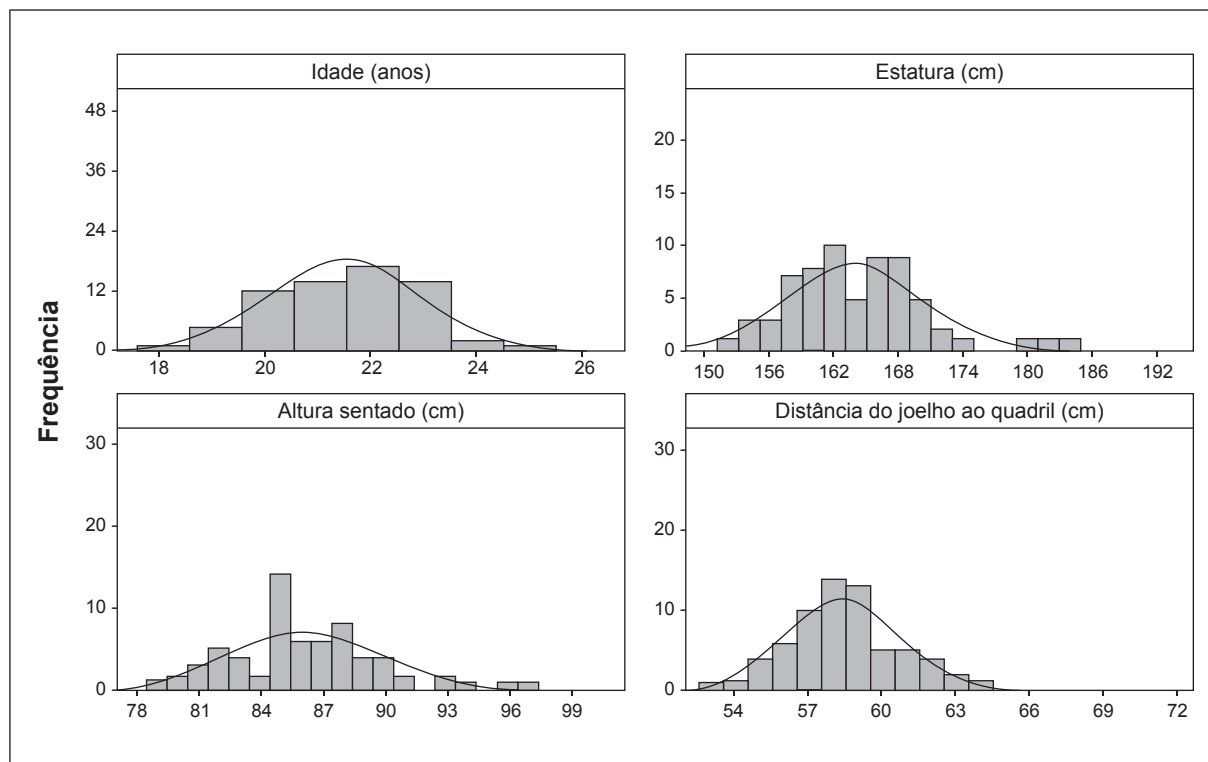 Idade (anos)
48
36
24
12
0
18 20 22 24 26
Estatura (cm)
20
15
10
5
0
150 156 162 168 174 180 186 192
Frequência
Altura sentado (cm)
30
20
10
0
78 81 84 87 90 93 96 99
Distância do joelho ao quadril (cm)
30
20
10
0
54 57 60 63 66 69 72